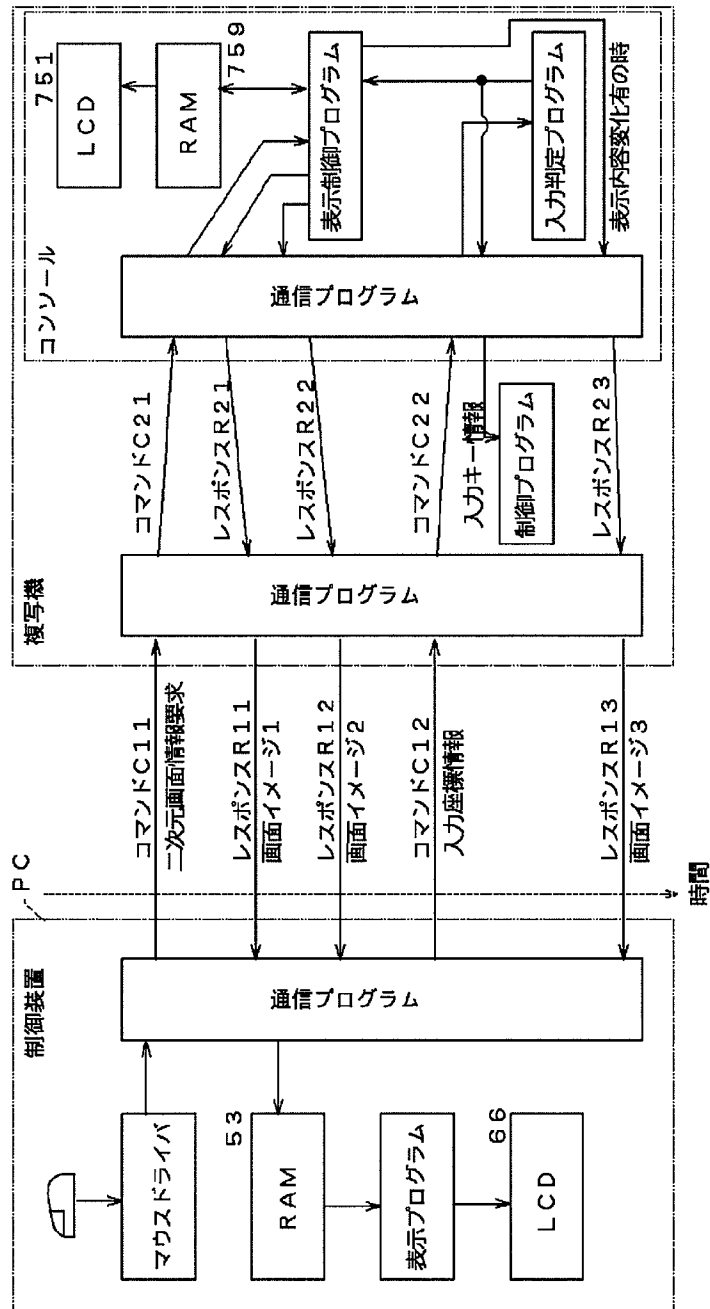 制御装置
PC
マウスドライバ
53
RAM
表示プログラム
66
LCD
通信プログラム
時間
コマンドC11
二次元画面情報要求
レスポンスR11
画面イメージ1
レスポンスR12
画面イメージ2
コマンドC12
入力座標情報
レスポンスR13
画面イメージ3
複写機
通信プログラム
コマンドC21
レスポンスR21
レスポンスR22
コマンドC22
入力キー情報
制御プログラム
レスポンスR23
コンソール
通信プログラム
751
LCD
RAM
759
表示制御プログラム
入力判定プログラム
表示内容変化有の時